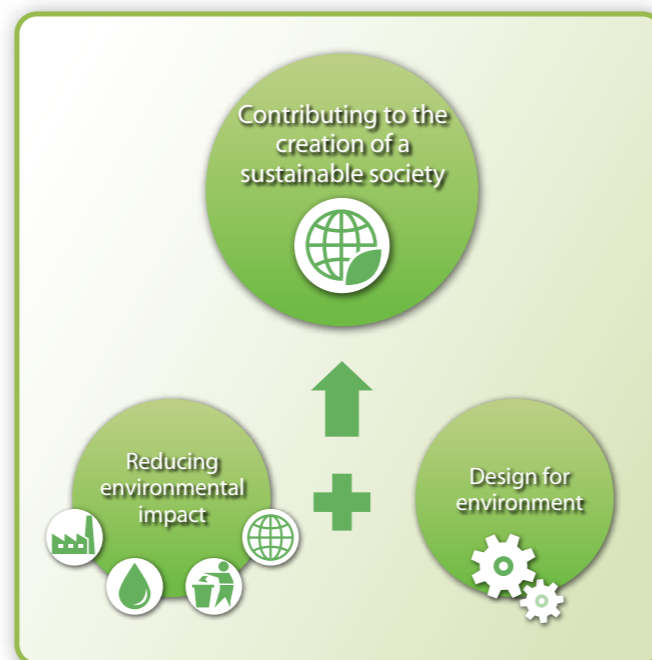 Contributing to the
creation of a
sustainable society
Reducing
environmental
impact
Design for
environment